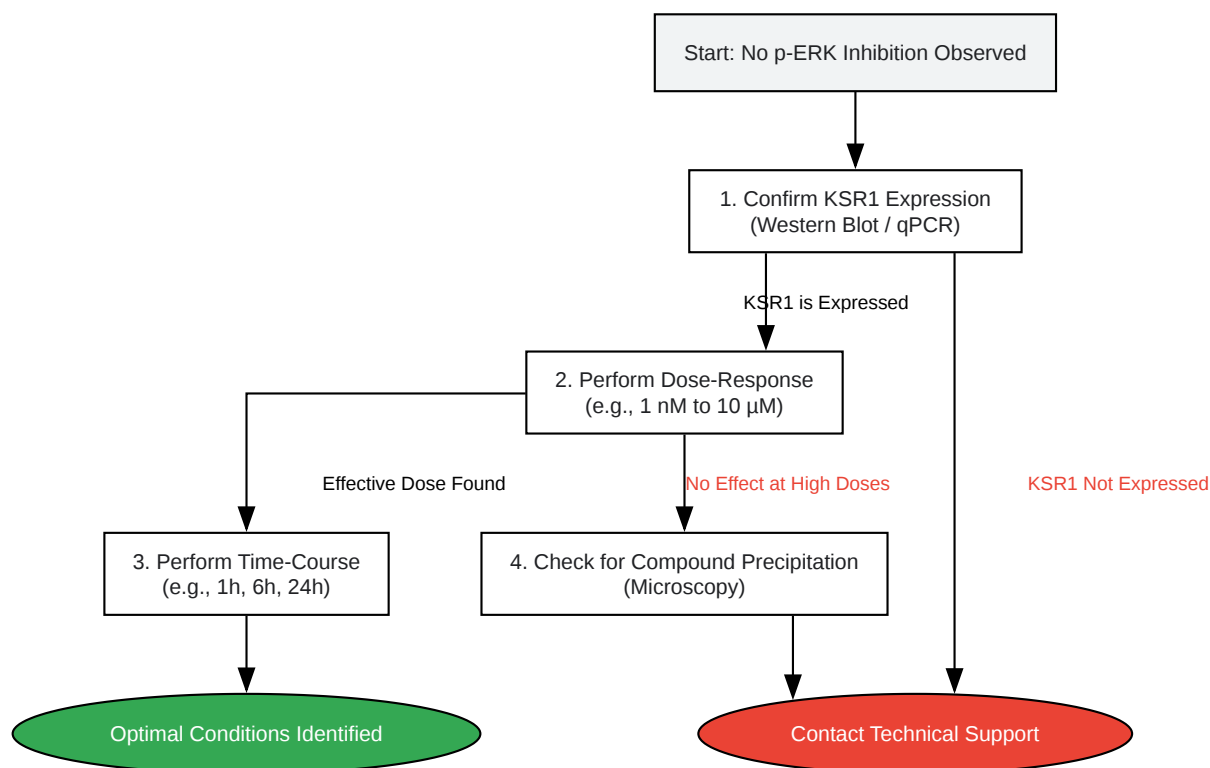 Start: No p-ERK Inhibition Observed
1. Confirm KSR1 Expression
(Western Blot / qPCR)
KSR1 is Expressed
2. Perform Dose-Response
(e.g., 1 nM to 10 µM)
Effective Dose Found
No Effect at High Doses
KSR1 Not Expressed
3. Perform Time-Course
(e.g., 1h, 6h, 24h)
4. Check for Compound Precipitation
(Microscopy)
Optimal Conditions Identified
Contact Technical Support